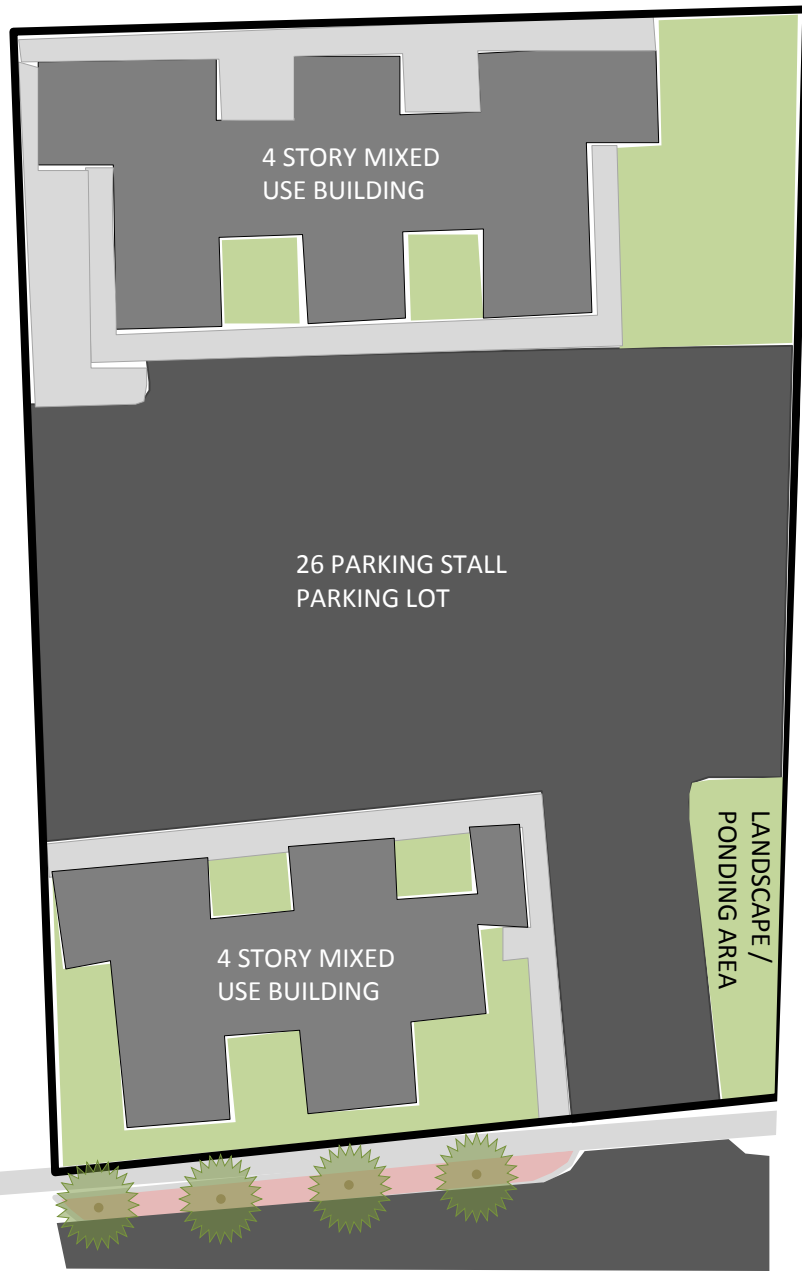 4 STORY MIXED
USE BUILDING
26 PARKING STALL
PARKING LOT
LANDSCAPE /
PONDING AREA
4 STORY MIXED
USE BUILDING